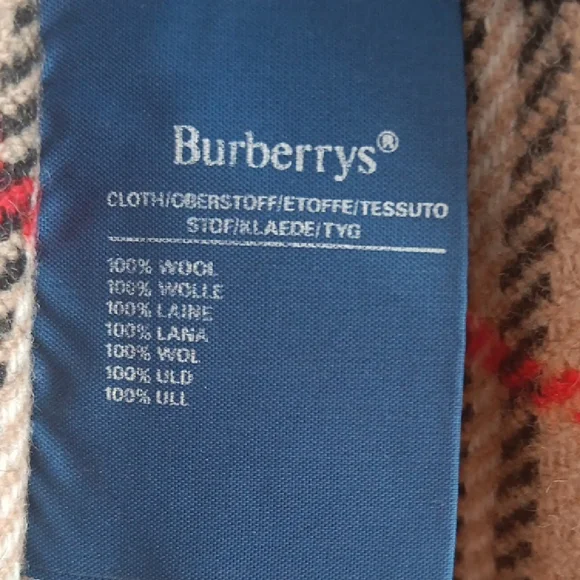 Burberrys®
CLOTH/OBERSTOFF/ETOFFE/TESSUTO
STOF/KLAEDE/TYG
100% WOOL
100% WOLLE
100% LAINE
100% LANA
100% WOL
100% ULD
100% ULL